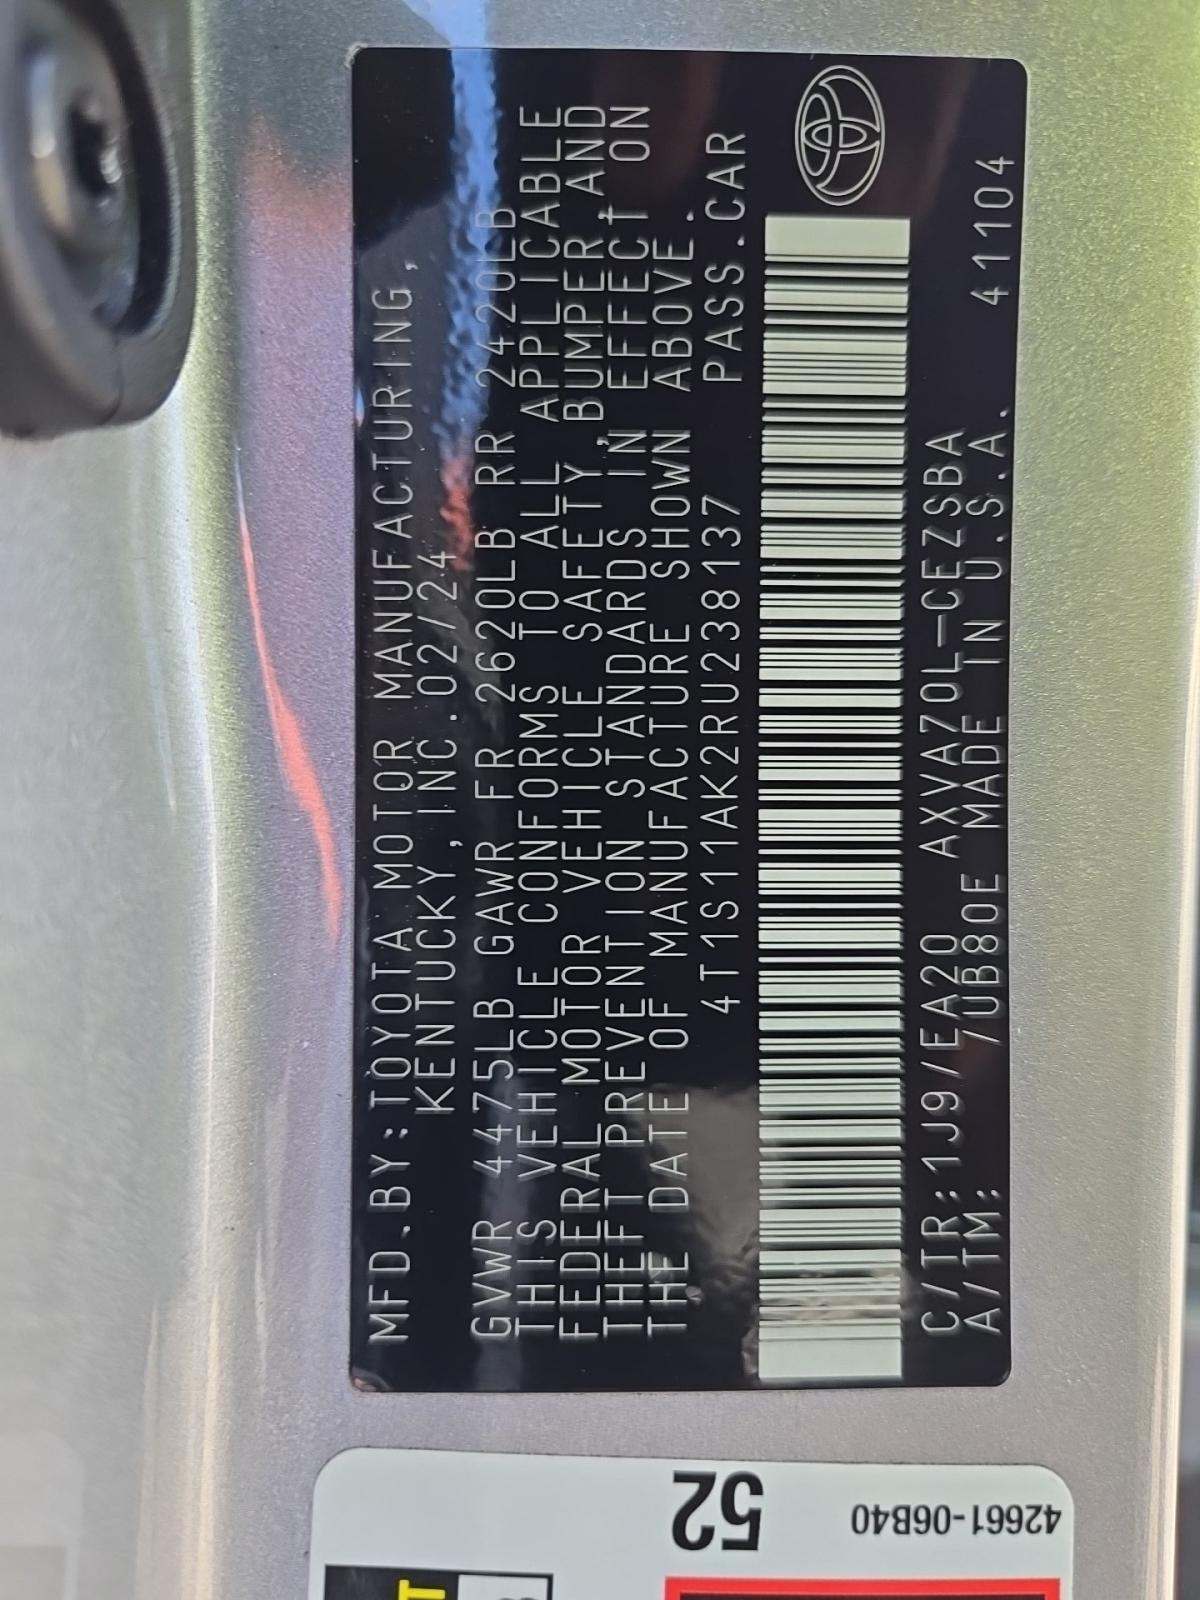 MFD.BY:TOYOTA MOTOR MANUFACTURING,
KENTUCKY,INC.02/24
GVWR 4475LB GAWR FR 2620LB RR 2420LB
THIS VEHICLE CONFORMS TO ALL APPLICABLE
FEDERAL MOTOR VEHICLE SAFETY,BUMPER,AND
THEFT PREVENTION STANDARDS IN EFFECT ON
THE DATE OF MANUFACTURE SHOWN ABOVE.
4T1S11AK2RU238137 PASS.CAR
C/TR:1J9/EA20 AXVA70L-CEZSBA
A/TM: /UB80E MADE IN U.S.A. 41104
52
42661-06B40